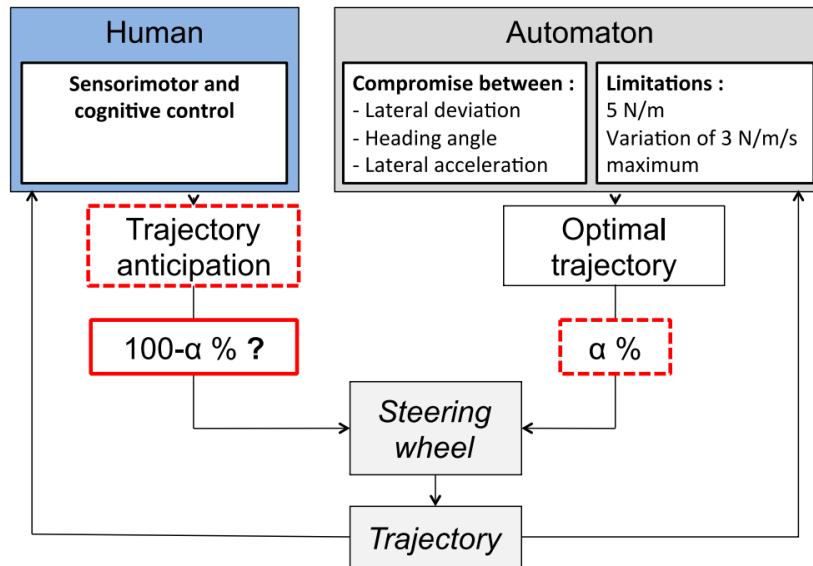 Human
Sensorimotor and
cognitive control
Automaton
Compromise between :
- Lateral deviation
- Heading angle
- Lateral acceleration
Limitations :
5 N/m
Variation of 3 N/m/s
maximum
Trajectory
anticipation
Optimal
trajectory
100-α % ?
α %
Steering
wheel
Trajectory